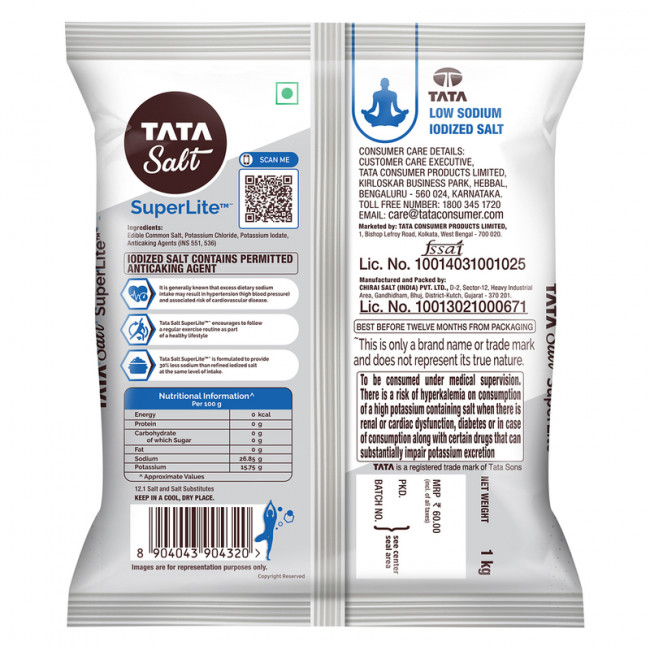 TATA
Salt
SuperLite™~
SCAN ME
Ingredients:
Edible Common Salt, Potassium Chloride, Potassium Iodate,
Anticaking Agents (INS 551, 536)
IODIZED SALT CONTAINS PERMITTED
ANTICAKING AGENT
It is generally known that excess dietary sodium
intake may result in hypertension (high blood pressure)
and associated risk of cardiovascular disease.
Tata Salt SuperLite™~ encourages to follow
a regular exercise routine as part
of a healthy lifestyle
Tata Salt SuperLite™~ is formulated to provide
30% less sodium than refined iodized salt
at the same level of intake.
Nutritional Information^
Per 100 g
Energy 0 kcal
Protein 0 g
Carbohydrate 0 g
of which Sugar 0 g
Fat 0 g
Sodium 26.85 g
Potassium 15.75 g
^ Approximate Values
12.1 Salt and Salt Substitutes
KEEP IN A COOL, DRY PLACE.
8 904043 904320
Images are for representation purposes only.
Copyright Reserved
TATA Salt SuperLite™~
TATA
LOW SODIUM
IODIZED SALT
CONSUMER CARE DETAILS:
CUSTOMER CARE EXECUTIVE,
TATA CONSUMER PRODUCTS LIMITED,
KIRLOSKAR BUSINESS PARK, HEBBAL,
BENGALURU - 560 024, KARNATAKA.
TOLL FREE NUMBER: 1800 345 1720
EMAIL: care@tataconsumer.com
Marketed by: TATA CONSUMER PRODUCTS LIMITED,
1, Bishop Lefroy Road, Kolkata, West Bengal - 700 020.
fssai
Lic. No. 10014031001025
Manufactured and Packed by:
CHIRAI SALT (INDIA) PVT. LTD., D-2, Sector-12, Heavy Industrial
Area, Gandhidham, Bhuj, District-Kutch, Gujarat - 370 201.
Lic. No. 10013021000671
BEST BEFORE TWELVE MONTHS FROM PACKAGING
~This is only a brand name or trade mark
and does not represent its true nature.
To be consumed under medical supervision.
There is a risk of hyperkalemia on consumption
of a high potassium containing salt when there is
renal or cardiac dysfunction, diabetes or in case
of consumption along with certain drugs that can
substantially impair potassium excretion
TATA is a registered trade mark of Tata Sons
MRP ₹ 60.00
(incl. of all taxes)
PKD.
BATCH NO.
see center
seal area
NET WEIGHT
1 kg
TATA Salt SuperLite